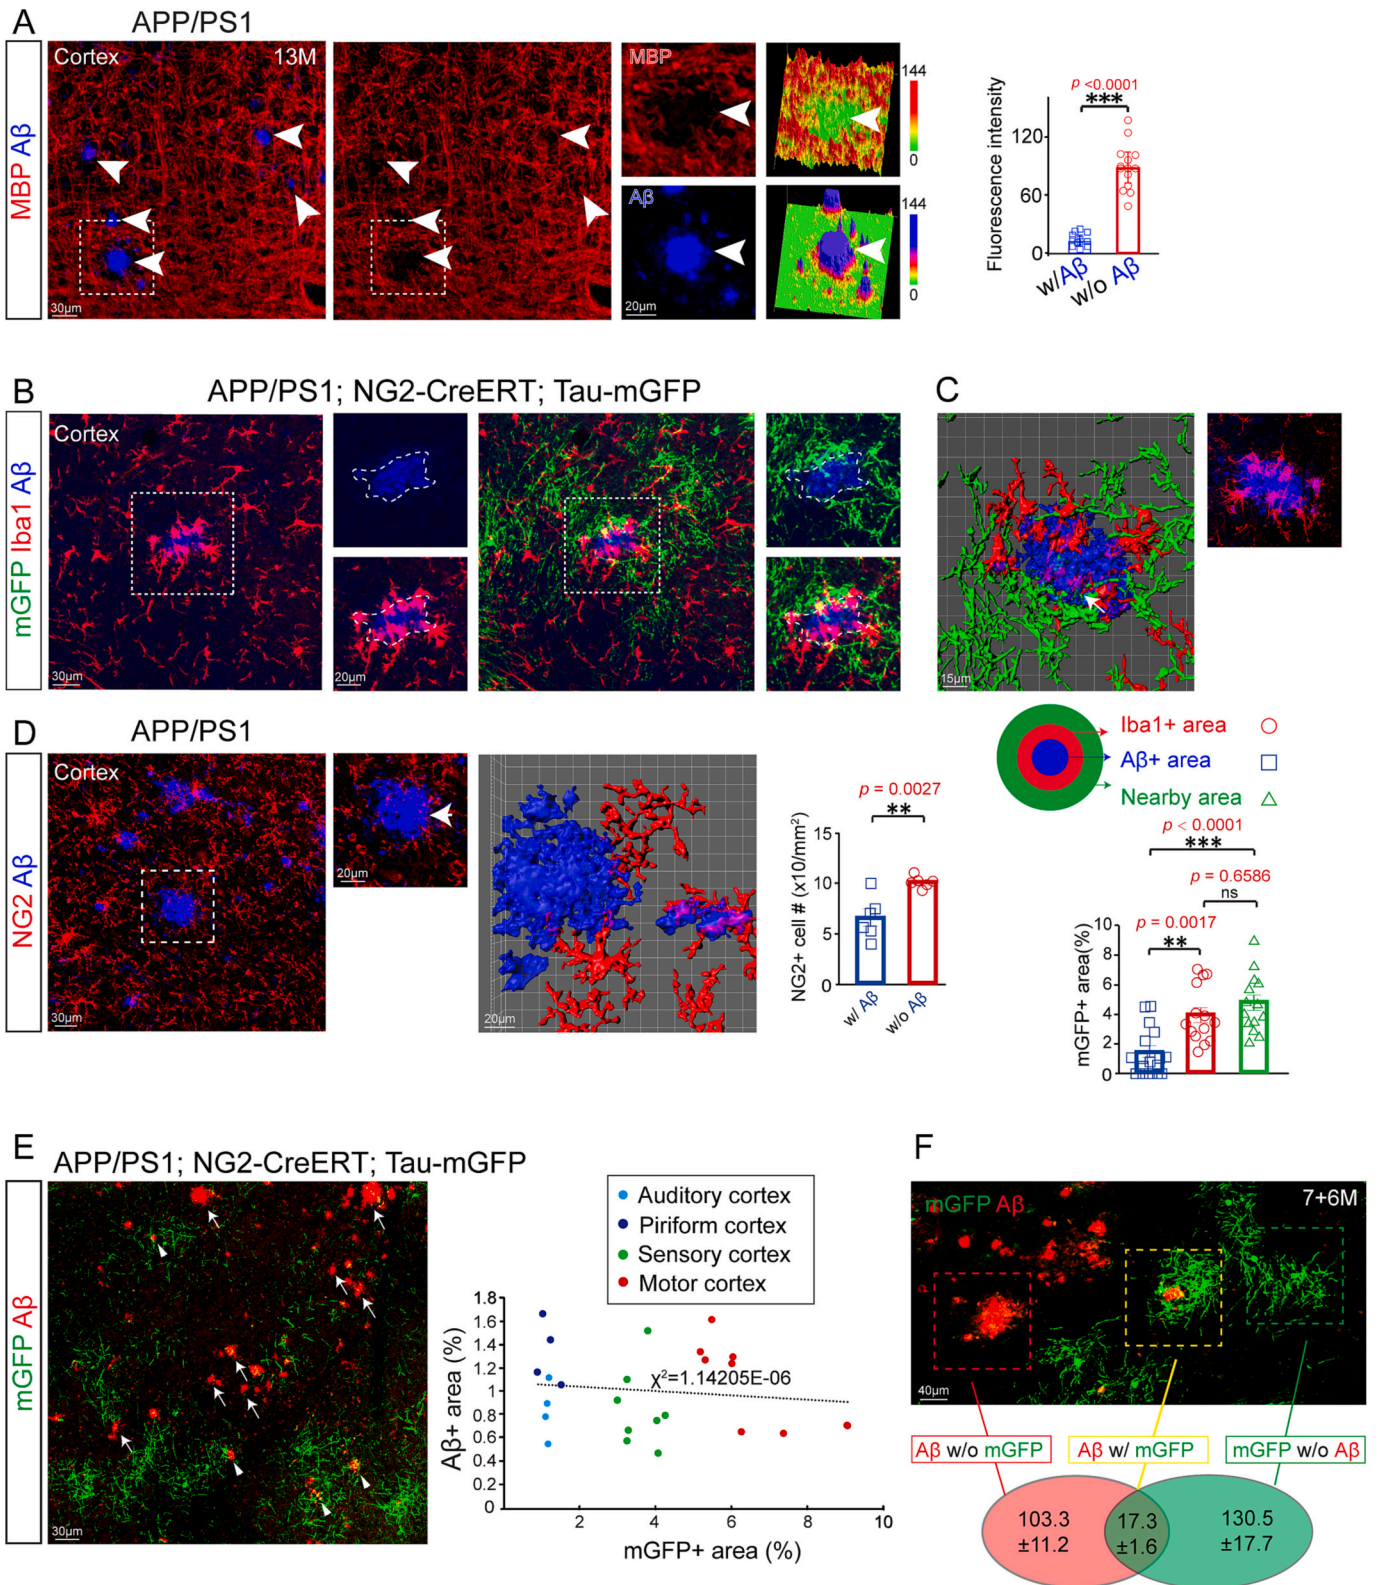 A
APP/PS1
MBP Aβ
Cortex
13M
30µm
MBP
Aβ
20µm
144
0
144
0
p <0.0001
***
Fluorescence intensity
120
60
0
w/Aβ
w/o Aβ
B
APP/PS1; NG2-CreERT; Tau-mGFP
mGFP Iba1 Aβ
Cortex
30µm
20µm
30µm
20µm
C
15µm
Iba1+ area
Aβ+ area
Nearby area
p < 0.0001
***
p = 0.6586
ns
p = 0.0017
**
mGFP+ area(%)
10
8
6
4
2
0
D
APP/PS1
NG2 Aβ
Cortex
30µm
20µm
20µm
p = 0.0027
**
NG2+ cell # (x10/mm²)
15
10
5
0
w/ Aβ
w/o Aβ
E
APP/PS1; NG2-CreERT; Tau-mGFP
mGFP Aβ
30µm
Auditory cortex
Piriform cortex
Sensory cortex
Motor cortex
Aβ+ area (%)
1.8
1.6
1.4
1.2
1
0.8
0.6
0.4
0.2
0
χ²=1.14205E-06
2
4
6
8
10
mGFP+ area (%)
F
mGFP Aβ
7+6M
40µm
Aβ w/o mGFP
Aβ w/ mGFP
mGFP w/o Aβ
103.3
±11.2
17.3
±1.6
130.5
±17.7